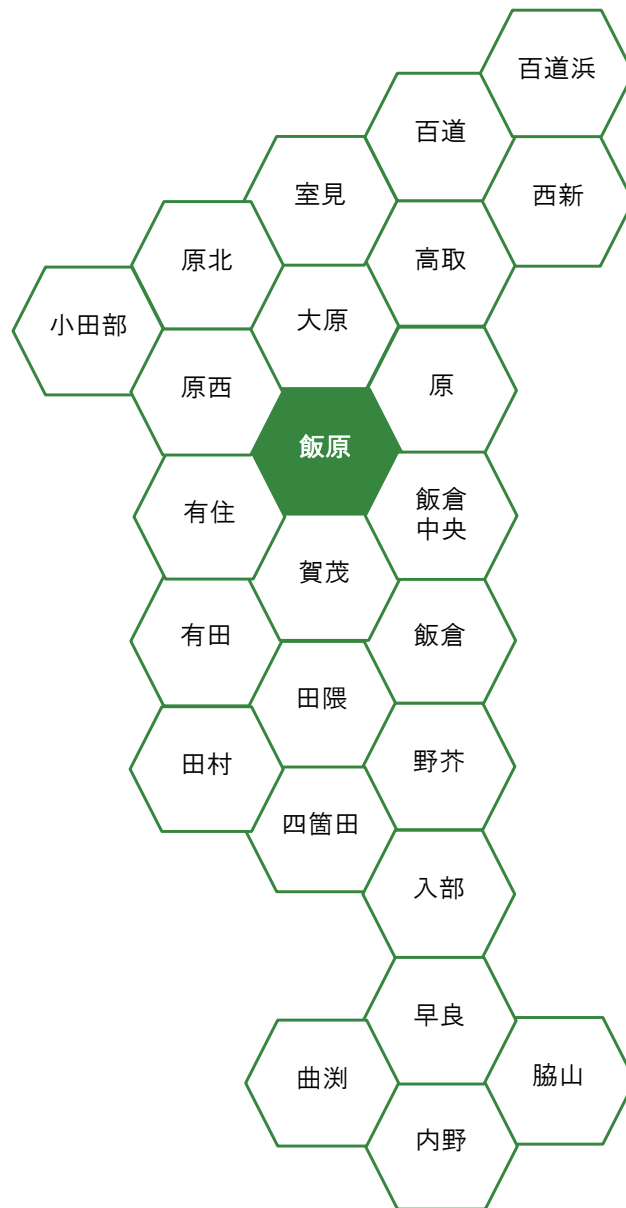 百道浜
百道
室見
西新
原北
高取
小田部
大原
原西
原
飯原
有住
飯倉
中央
賀茂
有田
飯倉
田隈
田村
野芥
四箇田
入部
早良
曲渕
脇山
内野